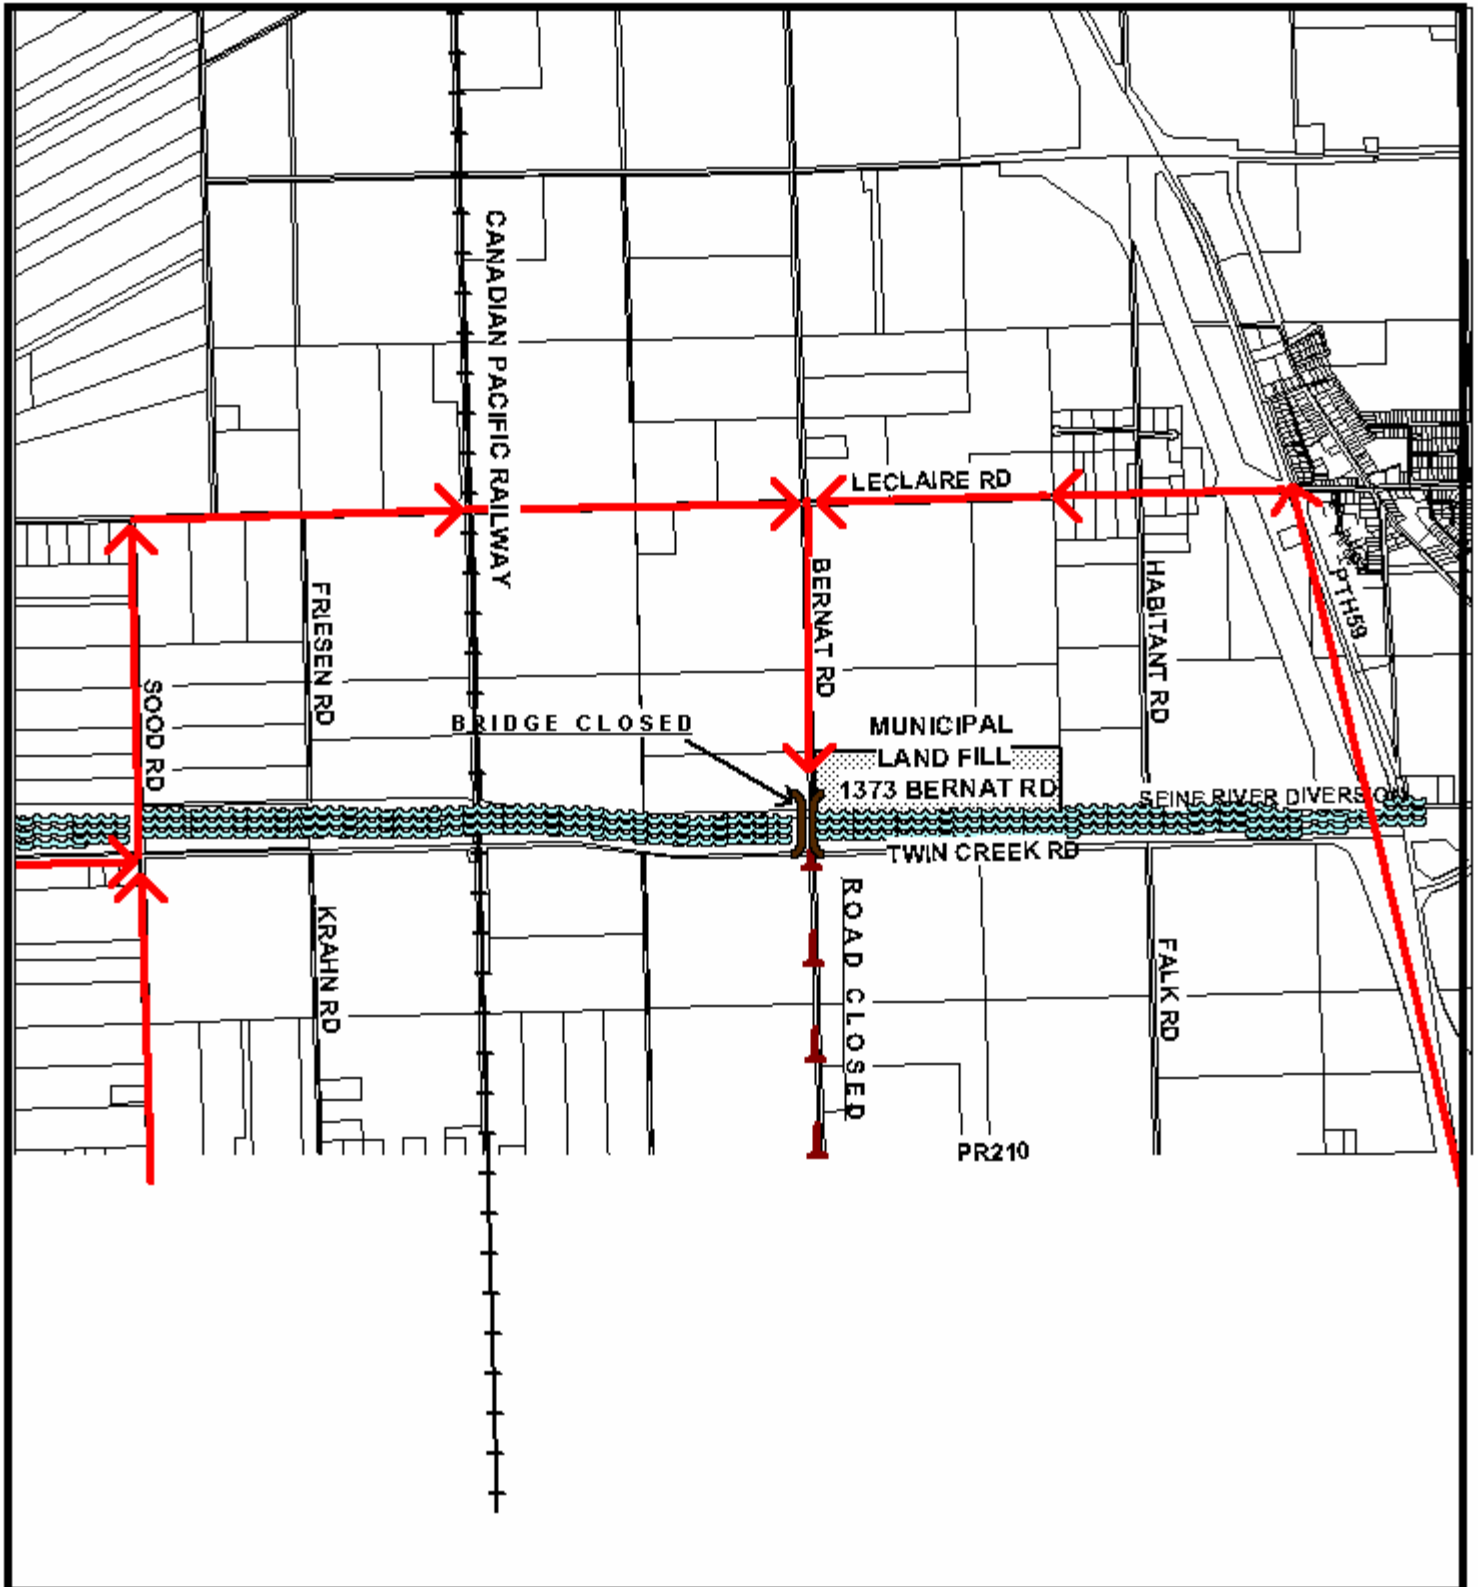 CANADIAN PACIFIC RAILWAY
LECLAIRE RD
BERNAT RD
HABITANT RD
PTH59
FRIESEN RD
SOOD RD
BRIDGE CLOSED
MUNICIPAL
LAND FILL
1373 BERNAT RD
SEINE RIVER DIVERSION
TWIN CREEK RD
ROAD CLOSED
KRAHN RD
FALK RD
PR210